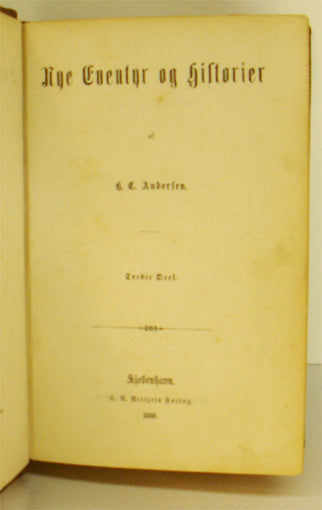 Nye Eventyr og Historier
af
H. C. Andersen.
Tredie Deel.
Kjøbenhavn.
C. A. Reitzels Forlag.